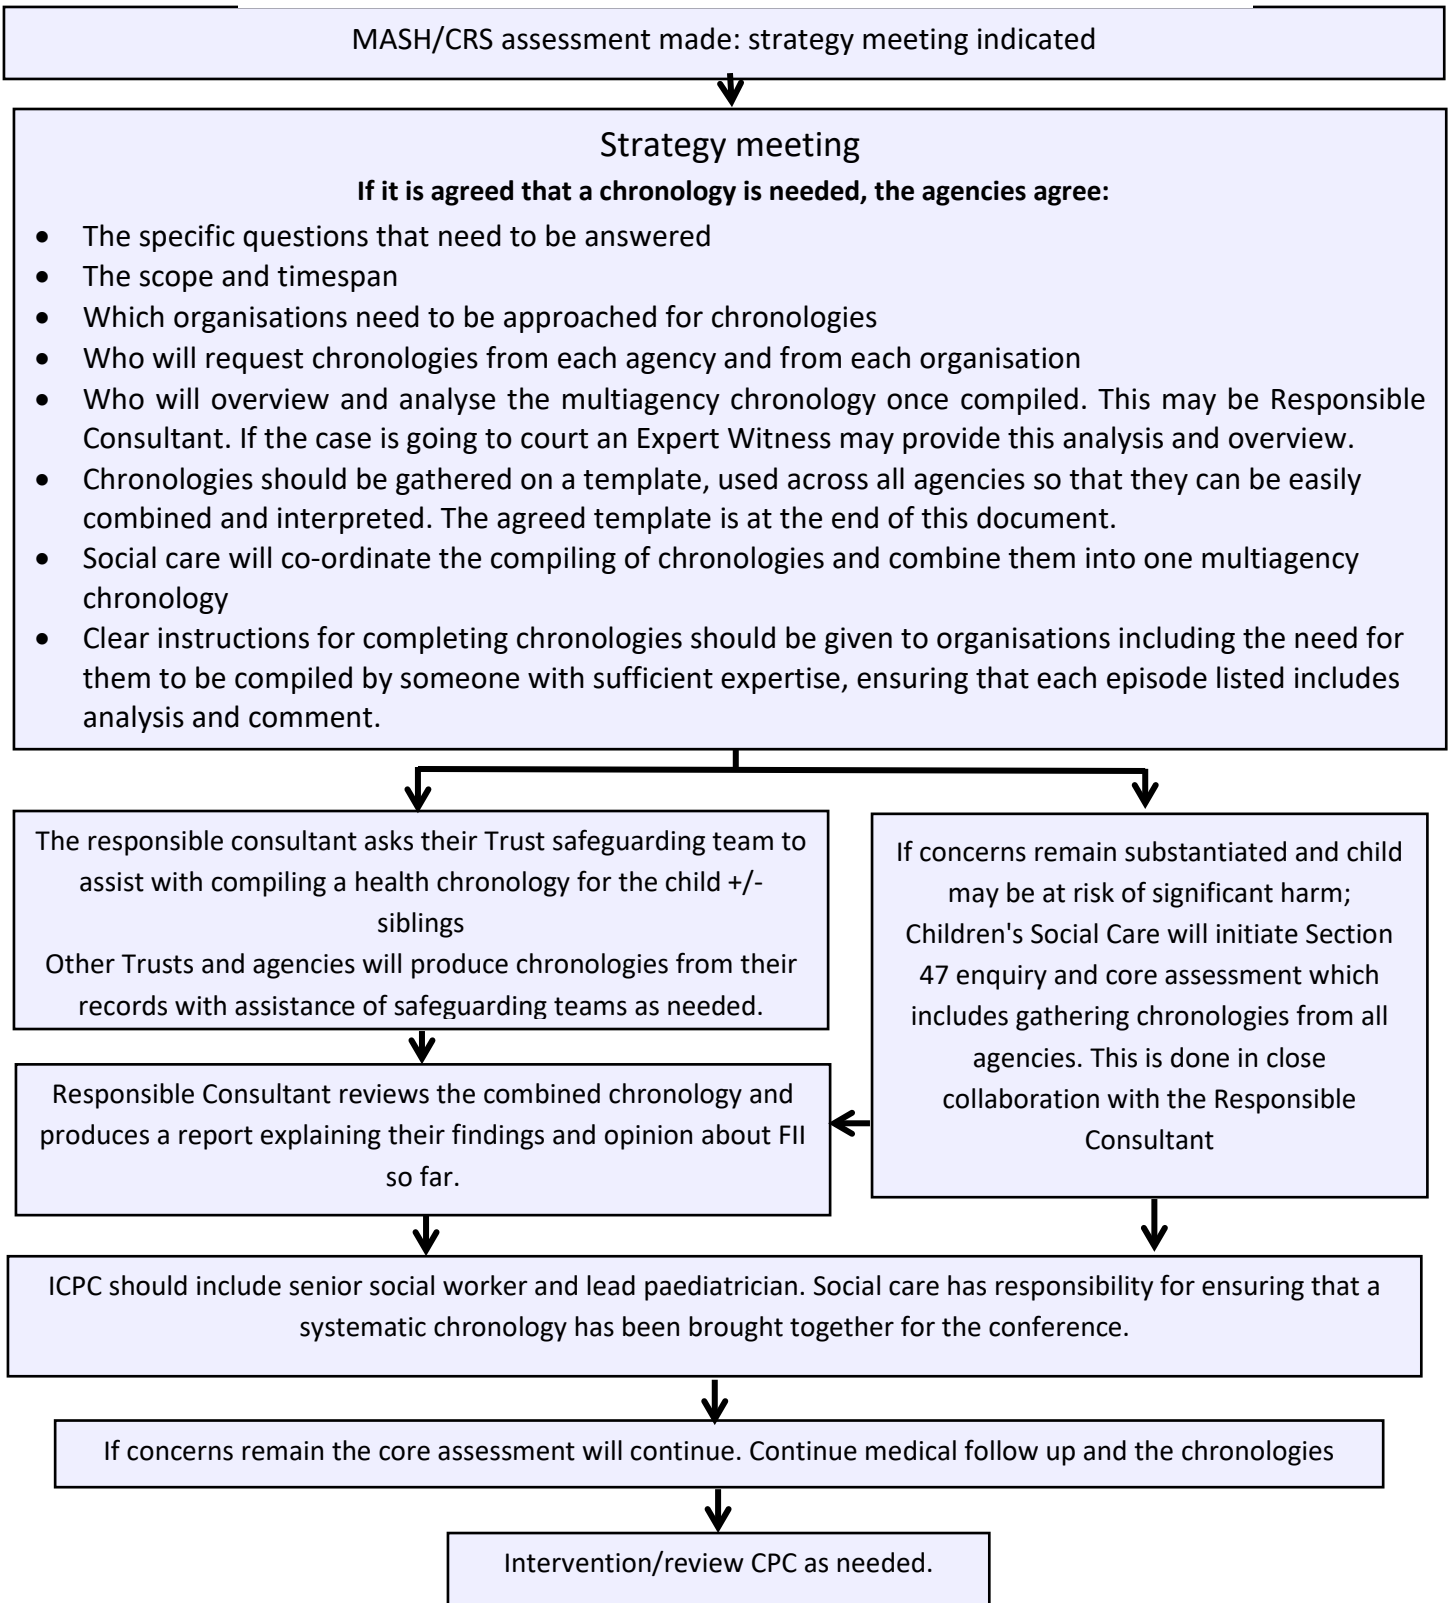 MASH/CRS assessment made: strategy meeting indicated
Strategy meeting
If it is agreed that a chronology is needed, the agencies agree:
• The specific questions that need to be answered
• The scope and timespan
• Which organisations need to be approached for chronologies
• Who will request chronologies from each agency and from each organisation
• Who will overview and analyse the multiagency chronology once compiled. This may be Responsible
Consultant. If the case is going to court an Expert Witness may provide this analysis and overview.
• Chronologies should be gathered on a template, used across all agencies so that they can be easily
combined and interpreted. The agreed template is at the end of this document.
• Social care will co-ordinate the compiling of chronologies and combine them into one multiagency
chronology
• Clear instructions for completing chronologies should be given to organisations including the need for
them to be compiled by someone with sufficient expertise, ensuring that each episode listed includes
analysis and comment.
The responsible consultant asks their Trust safeguarding team to
assist with compiling a health chronology for the child +/-
siblings
Other Trusts and agencies will produce chronologies from their
records with assistance of safeguarding teams as needed.
If concerns remain substantiated and child
may be at risk of significant harm;
Children's Social Care will initiate Section
47 enquiry and core assessment which
includes gathering chronologies from all
agencies. This is done in close
collaboration with the Responsible
Consultant
Responsible Consultant reviews the combined chronology and
produces a report explaining their findings and opinion about FII
so far.
ICPC should include senior social worker and lead paediatrician. Social care has responsibility for ensuring that a
systematic chronology has been brought together for the conference.
If concerns remain the core assessment will continue. Continue medical follow up and the chronologies
Intervention/review CPC as needed.